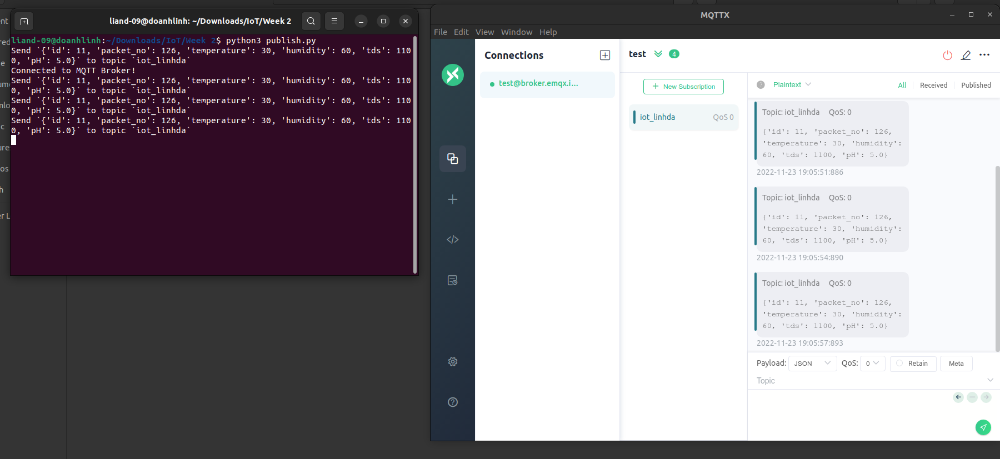 liand-09@doanhlinh: ~/Downloads/IoT/Week 2
liand-09@doanhlinh:~/Downloads/IoT/Week 2$ python3 publish.py
Send `{'id': 11, 'packet_no': 126, 'temperature': 30, 'humidity': 60, 'tds': 110
0, 'pH': 5.0}` to topic `iot_linhda`
Connected to MQTT Broker!
Send `{'id': 11, 'packet_no': 126, 'temperature': 30, 'humidity': 60, 'tds': 110
0, 'pH': 5.0}` to topic `iot_linhda`
Send `{'id': 11, 'packet_no': 126, 'temperature': 30, 'humidity': 60, 'tds': 110
0, 'pH': 5.0}` to topic `iot_linhda`
Send `{'id': 11, 'packet_no': 126, 'temperature': 30, 'humidity': 60, 'tds': 110
0, 'pH': 5.0}` to topic `iot_linhda`
MQTTX
File Edit View Window Help
Connections
test@broker.emqx.i...
test 4
+ New Subscription
iot_linhda QoS 0
Plaintext
All Received Published
Topic: iot_linhda QoS: 0
{'id': 11, 'packet_no': 126,
'temperature': 30, 'humidity':
60, 'tds': 1100, 'pH': 5.0}
2022-11-23 19:05:51:886
Topic: iot_linhda QoS: 0
{'id': 11, 'packet_no': 126,
'temperature': 30, 'humidity':
60, 'tds': 1100, 'pH': 5.0}
2022-11-23 19:05:54:890
Topic: iot_linhda QoS: 0
{'id': 11, 'packet_no': 126,
'temperature': 30, 'humidity':
60, 'tds': 1100, 'pH': 5.0}
2022-11-23 19:05:57:893
Payload: JSON QoS: 0 Retain Meta
Topic